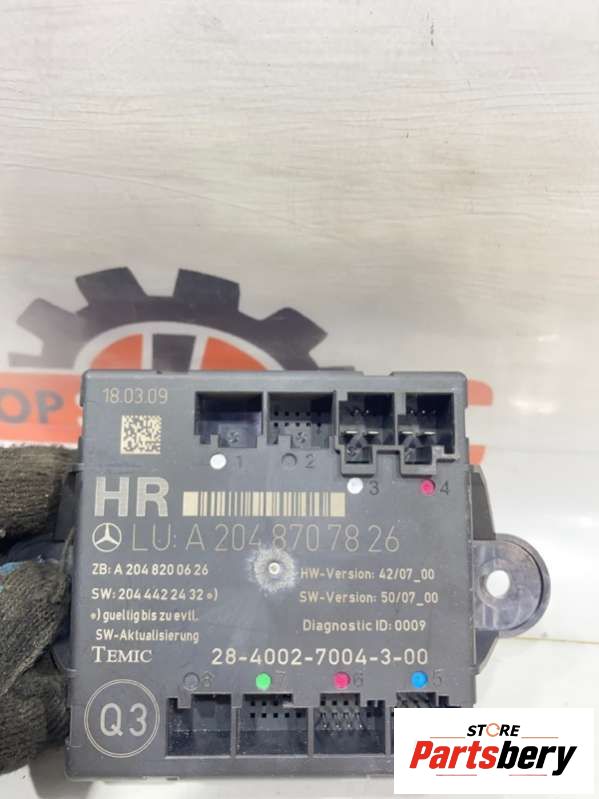 OP S
C
18.03.09
1 2 3 4
HR
LU: A 204 870 78 26
ZB: A 204 820 06 26
HW-Version: 42/07_00
SW: 204 442 24 32 •)
SW-Version: 50/07_00
•) gueltig bis zu evtl.
SW-Aktualisierung
Diagnostic ID: 0009
TEMIC 28-4002-7004-3-00
8 7 6 5
Q3
STORE
Partsbery